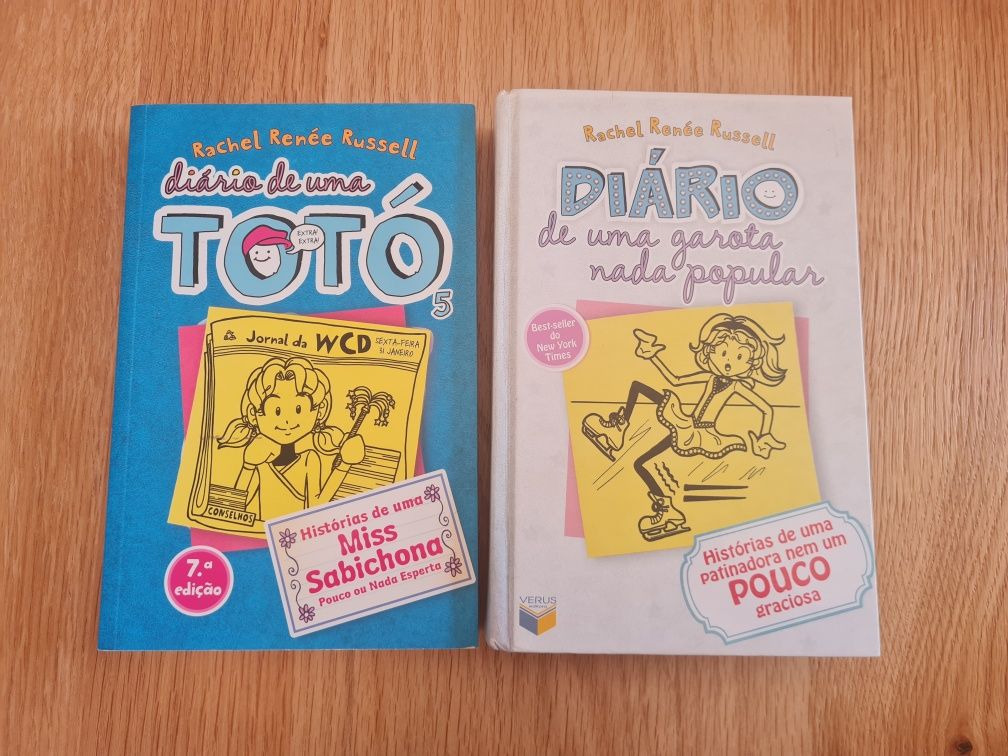 Rachel Renée Russell
diário de uma
TOTÓ
EXTRA!
EXTRA!
5
Jornal da WCD
SEXTA-FEIRA
31 JANEIRO
CONSELHOS
Histórias de uma
Miss
Sabichona
Pouco ou Nada Esperta
7.ª
edição
Rachel Renée Russell
DIÁRIO
de uma garota
nada popular
Best-seller
do
New York
Times
Histórias de uma
patinadora nem um
POUCO
graciosa
VERUS
editora